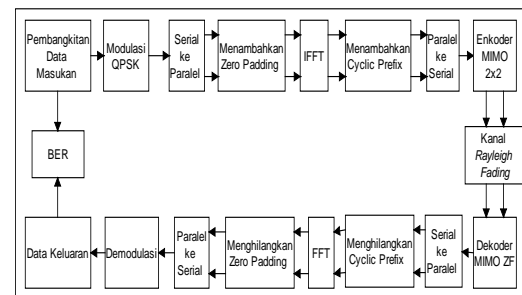 Pembangkitan
Data
Masukan
Modulasi
QPSK
Serial
ke
Paralel
Menambahkan
Zero Padding
IFFT
Menambahkan
Cyclic Prefix
Paralel
ke
Serial
Enkoder
MIMO
2x2
Kanal
Rayleigh
Fading
Dekoder
MIMO ZF
Serial
ke
Paralel
Menghilangkan
Cyclic Prefix
FFT
Menghilangkan
Zero Padding
Paralel
ke
Serial
Demodulasi
Data Keluaran
BER